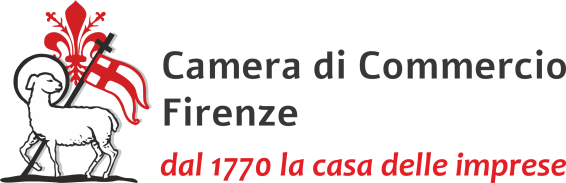 Camera di Commercio
Firenze
dal 1770 la casa delle imprese